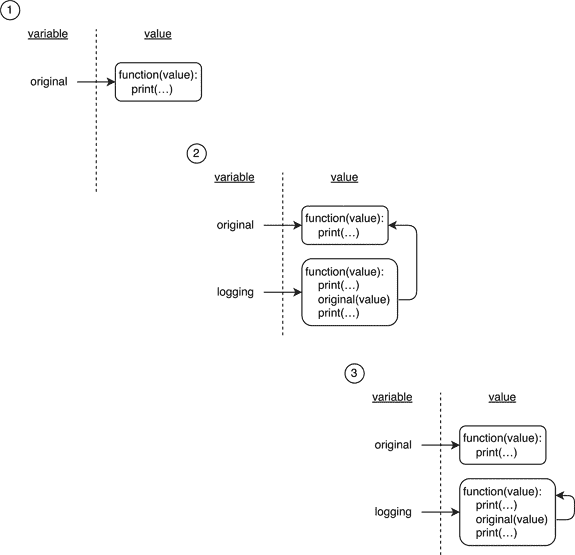 1
variable value
original function(value):
print(…)
2
variable value
original function(value):
print(…)
logging function(value):
print(…)
original(value)
print(…)
3
variable value
original function(value):
print(…)
logging function(value):
print(…)
original(value)
print(…)